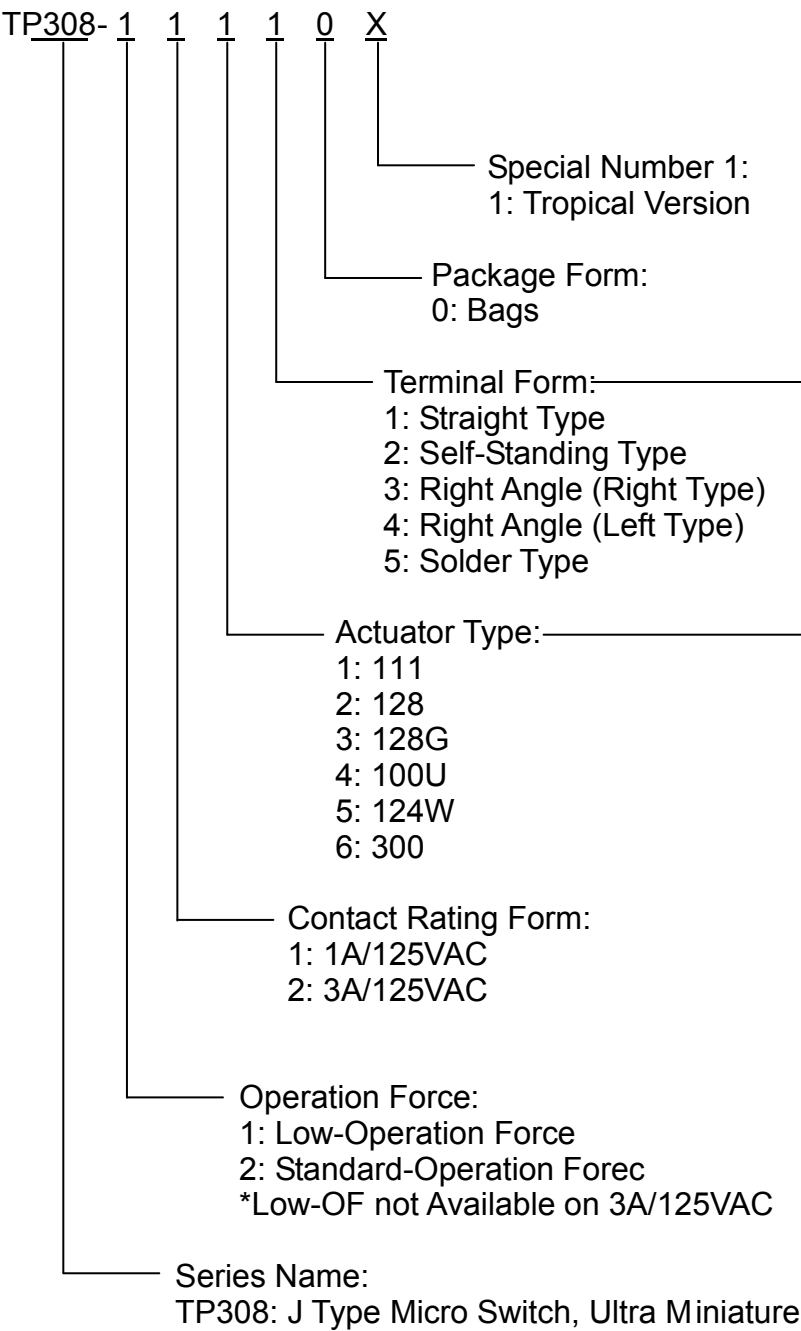 TP308- 1 1 1 1 0 X
Special Number 1:
1: Tropical Version
Package Form:
0: Bags
Terminal Form:
1: Straight Type
2: Self-Standing Type
3: Right Angle (Right Type)
4: Right Angle (Left Type)
5: Solder Type
Actuator Type:
1: 111
2: 128
3: 128G
4: 100U
5: 124W
6: 300
Contact Rating Form:
1: 1A/125VAC
2: 3A/125VAC
Operation Force:
1: Low-Operation Force
2: Standard-Operation Forec
*Low-OF not Available on 3A/125VAC
Series Name:
TP308: J Type Micro Switch, Ultra Miniature